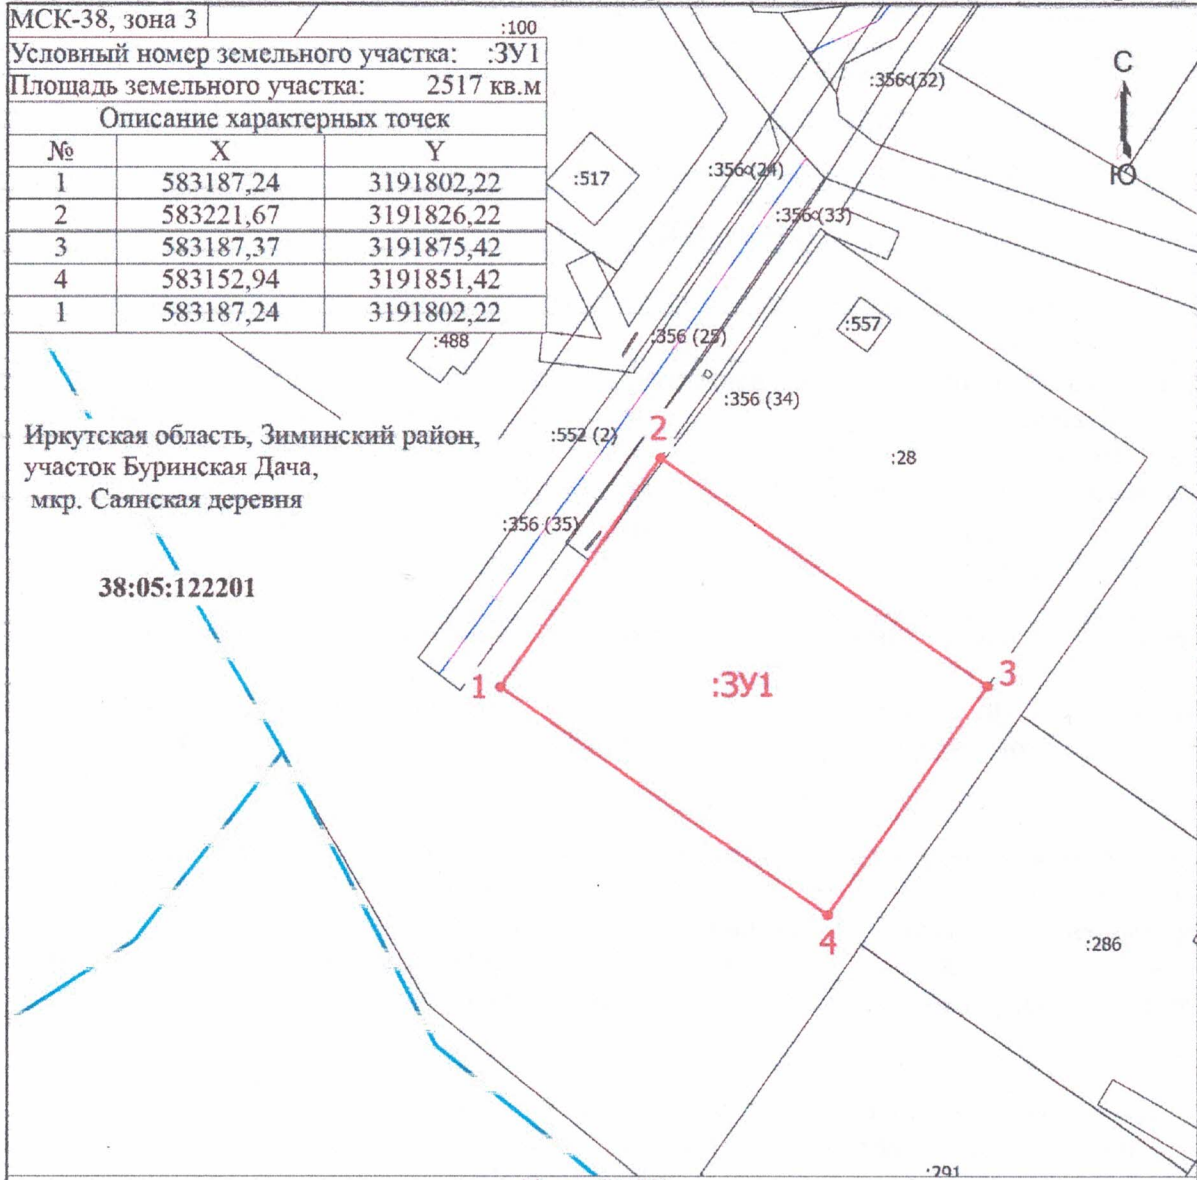 МСК-38, зона 3
:100
Условный номер земельного участка: :ЗУ1
Площадь земельного участка: 2517 кв.м
Описание характерных точек
№ X Y
1 583187,24 3191802,22
2 583221,67 3191826,22
3 583187,37 3191875,42
4 583152,94 3191851,42
1 583187,24 3191802,22
С
Ю
:356 (32)
:356 (24)
:517
:356 (33)
:557
:356 (25)
:488
:356 (34)
:552 (2)
2
:28
Иркутская область, Зиминский район,
участок Буринская Дача,
мкр. Саянская деревня
:356 (35)
38:05:122201
1
:ЗУ1
3
4
:286
:291